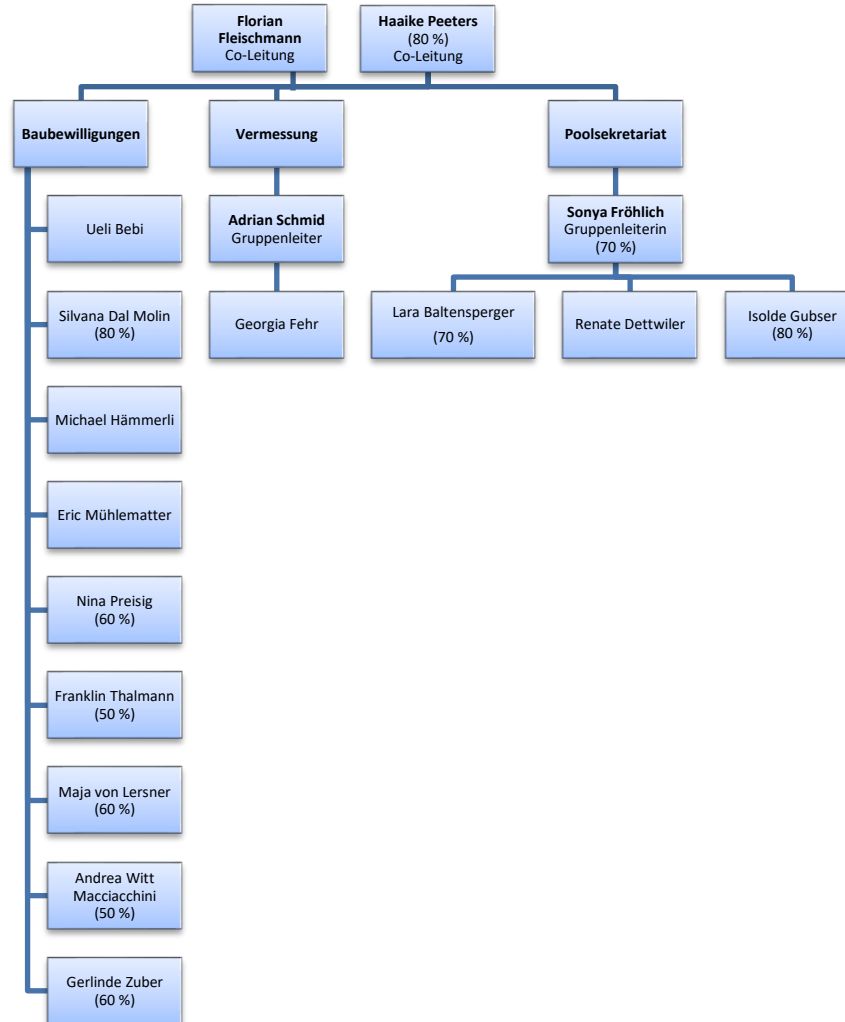 Florian
Fleischmann
Co-Leitung
Haaike Peeters
(80 %)
Co-Leitung
Baubewilligungen
Vermessung
Poolsekretariat
Ueli Bebi
Adrian Schmid
Gruppenleiter
Sonya Fröhlich
Gruppenleiterin
(70 %)
Silvana Dal Molin
(80 %)
Georgia Fehr
Lara Baltensperger
(70 %)
Renate Dettwiler
Isolde Gubser
(80 %)
Michael Hämmerli
Eric Mühlematter
Nina Preisig
(60 %)
Franklin Thalmann
(50 %)
Maja von Lersner
(60 %)
Andrea Witt
Macciacchini
(50 %)
Gerlinde Zuber
(60 %)